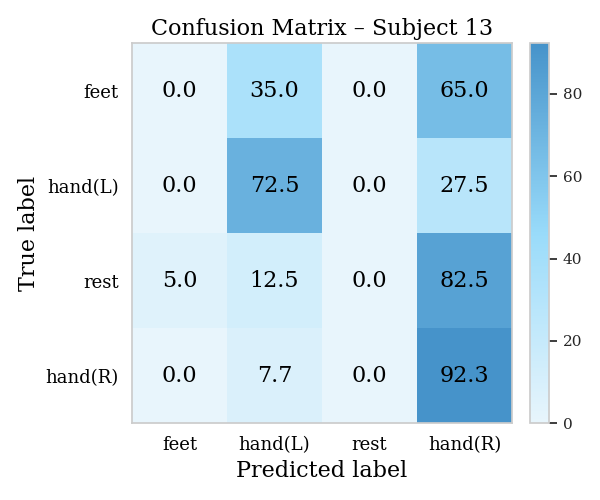 Confusion Matrix – Subject 13
feet 0.0 35.0 0.0 65.0
hand(L) 0.0 72.5 0.0 27.5
rest 5.0 12.5 0.0 82.5
hand(R) 0.0 7.7 0.0 92.3
feet hand(L) rest hand(R)
Predicted label
True label
80
60
40
20
0